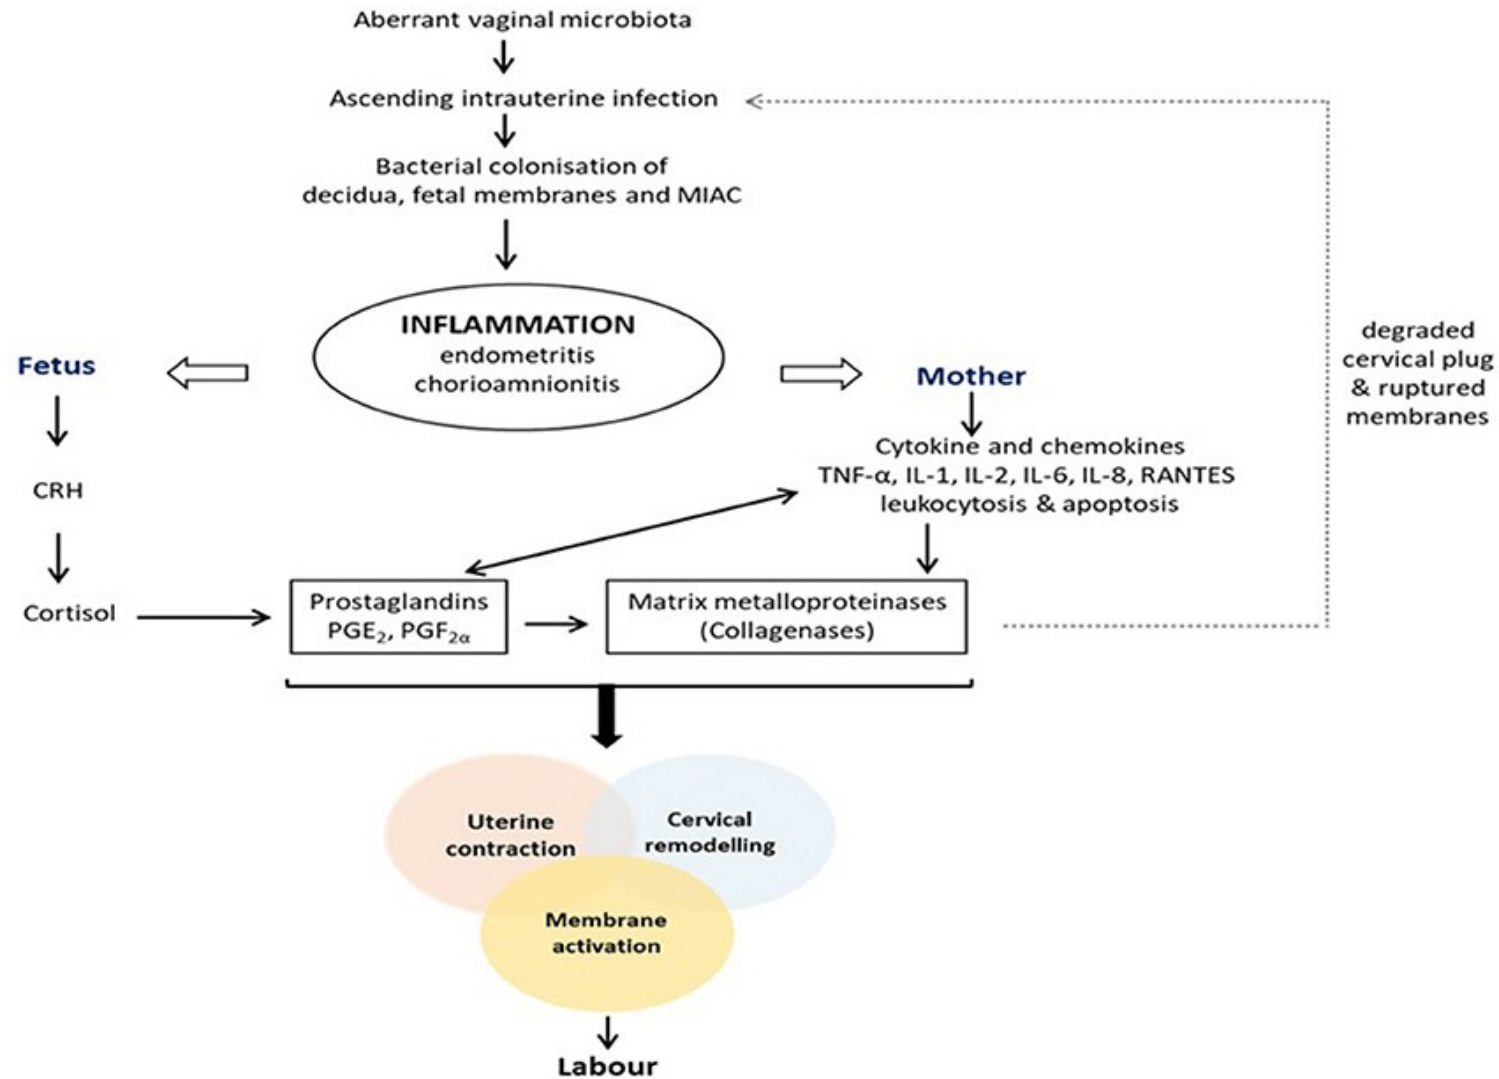 Aberrant vaginal microbiota
Ascending intrauterine infection
Bacterial colonisation of
decidua, fetal membranes and MIAC
INFLAMMATION
endometritis
chorioamnionitis
Fetus
CRH
Cortisol
Mother
Cytokine and chemokines
TNF-α, IL-1, IL-2, IL-6, IL-8, RANTES
leukocytosis & apoptosis
degraded
cervical plug
& ruptured
membranes
Prostaglandins
PGE₂, PGF₂α
Matrix metalloproteinases
(Collagenases)
Uterine
contraction
Cervical
remodelling
Membrane
activation
Labour